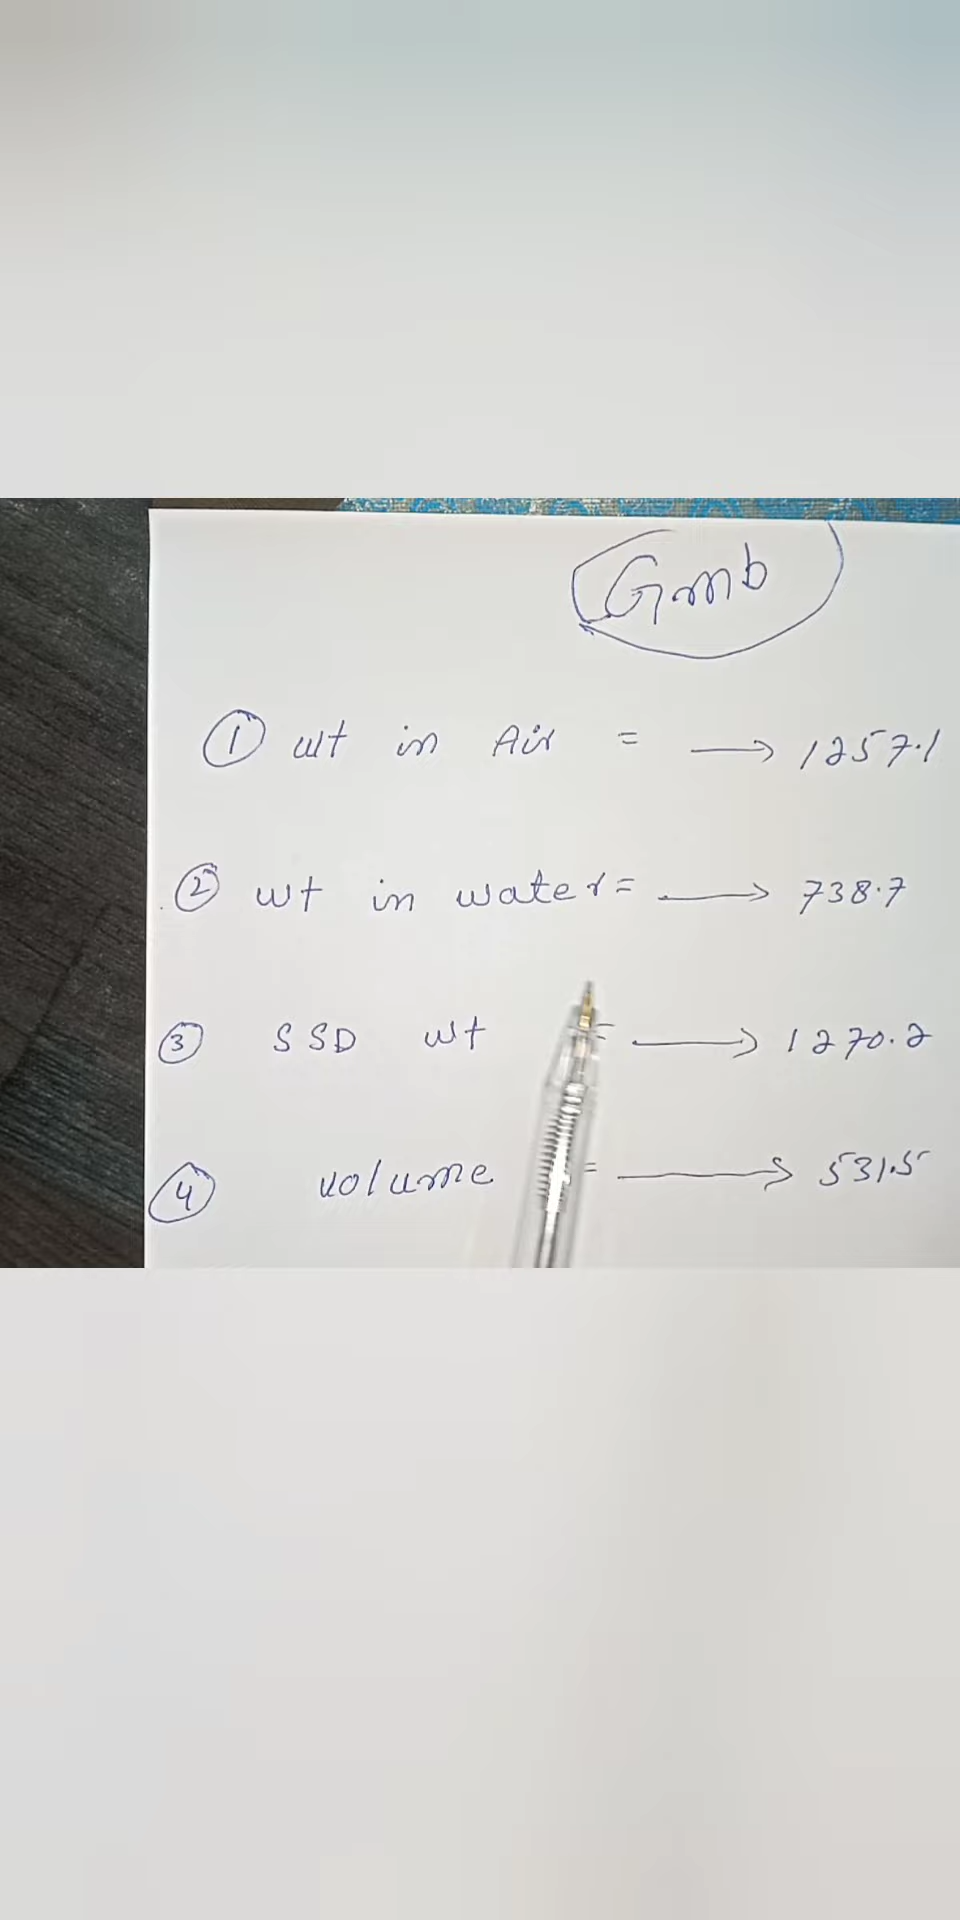 Gmb
1 wt in Air = → 1257.1
2 wt in water = → 738.7
3 SSD wt = → 1270.2
4 volume = → 531.5